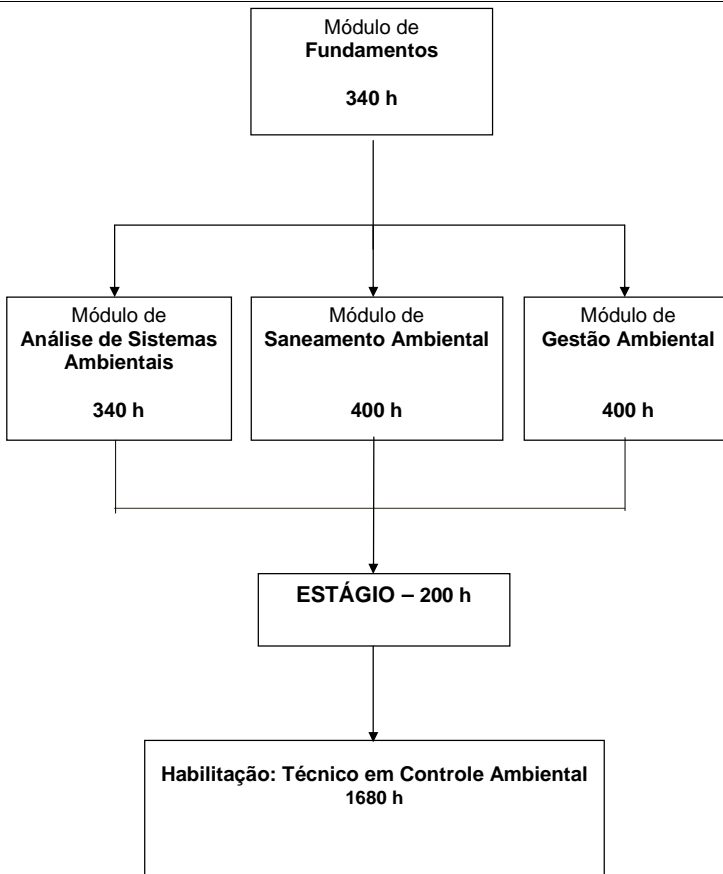 Módulo de
Fundamentos
340 h
Módulo de
Análise de Sistemas
Ambientais
340 h
Módulo de
Saneamento Ambiental
400 h
Módulo de
Gestão Ambiental
400 h
ESTÁGIO – 200 h
Habilitação: Técnico em Controle Ambiental
1680 h